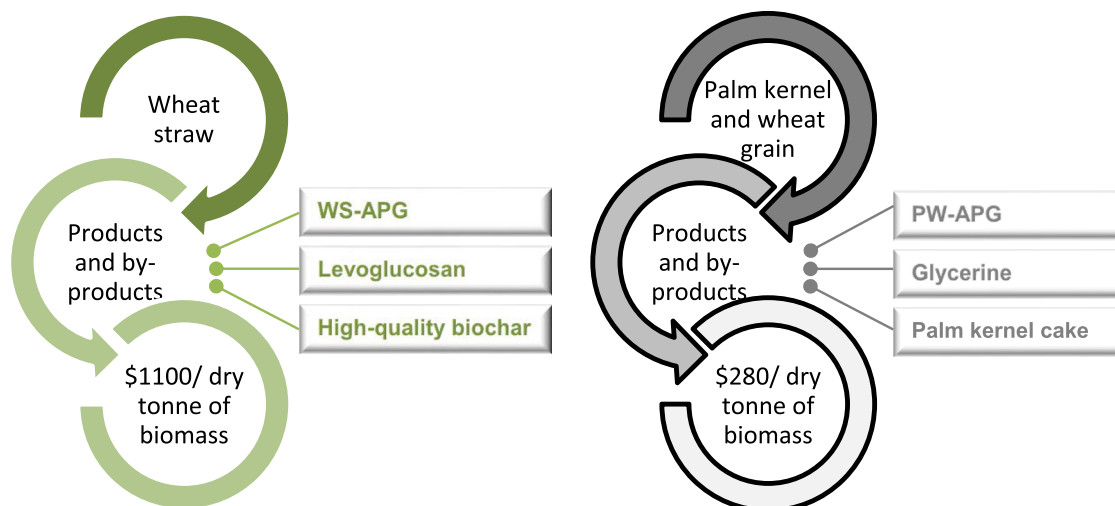 Wheat
straw
Products
and by-
products
WS-APG
Levoglucosan
High-quality biochar
$1100/ dry
tonne of
biomass
Palm kernel
and wheat
grain
Products
and by-
products
PW-APG
Glycerine
Palm kernel cake
$280/ dry
tonne of
biomass